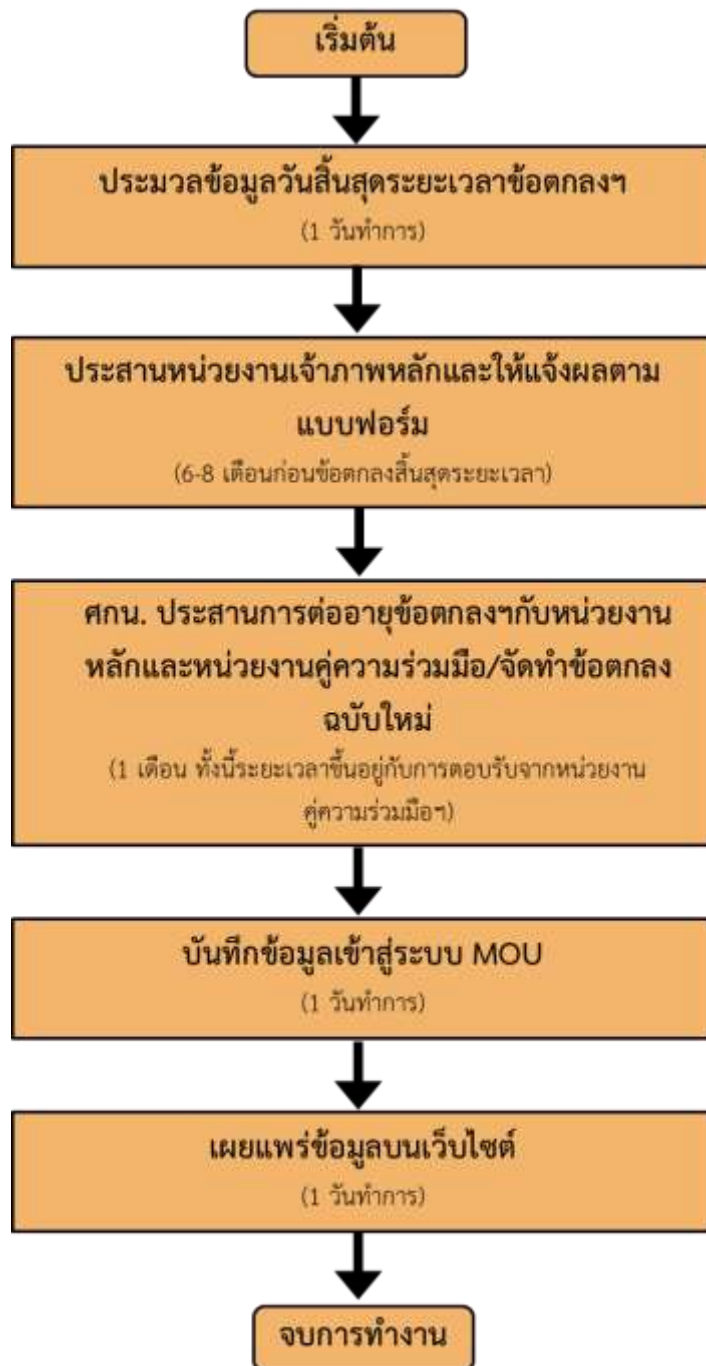 เริ่มต้น
ประมวลข้อมูลวันสิ้นสุดระยะเวลาข้อตกลงฯ
(1 วันทำการ)
ประสานหน่วยงานเจ้าภาพหลักและให้แจ้งผลตาม
แบบฟอร์ม
(6-8 เดือนก่อนข้อตกลงสิ้นสุดระยะเวลา)
ศกน. ประสานการต่ออายุข้อตกลงฯกับหน่วยงาน
หลักและหน่วยงานคู่ความร่วมมือ/จัดทำข้อตกลง
ฉบับใหม่
(1 เดือน ทั้งนี้ระยะเวลาขึ้นอยู่กับการตอบรับจากหน่วยงาน
คู่ความร่วมมือฯ)
บันทึกข้อมูลเข้าสู่ระบบ MOU
(1 วันทำการ)
เผยแพร่ข้อมูลบนเว็บไซต์
(1 วันทำการ)
จบการทำงาน